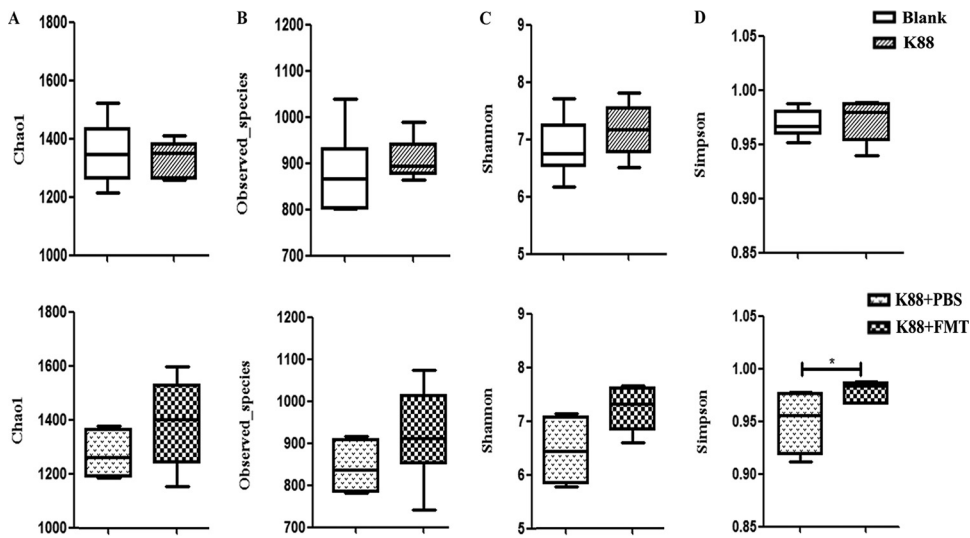 A
B
C
D
Chao1
1800
1600
1400
1200
1000
Observed_species
1200
1100
1000
900
800
700
Shannon
9
8
7
6
5
Simpson
1.05
1.00
0.95
0.90
0.85
Blank
K88
Chao1
1800
1600
1400
1200
1000
Observed_species
1200
1100
1000
900
800
700
Shannon
9
8
7
6
5
Simpson
1.05
1.00
0.95
0.90
0.85
*
K88+PBS
K88+FMT